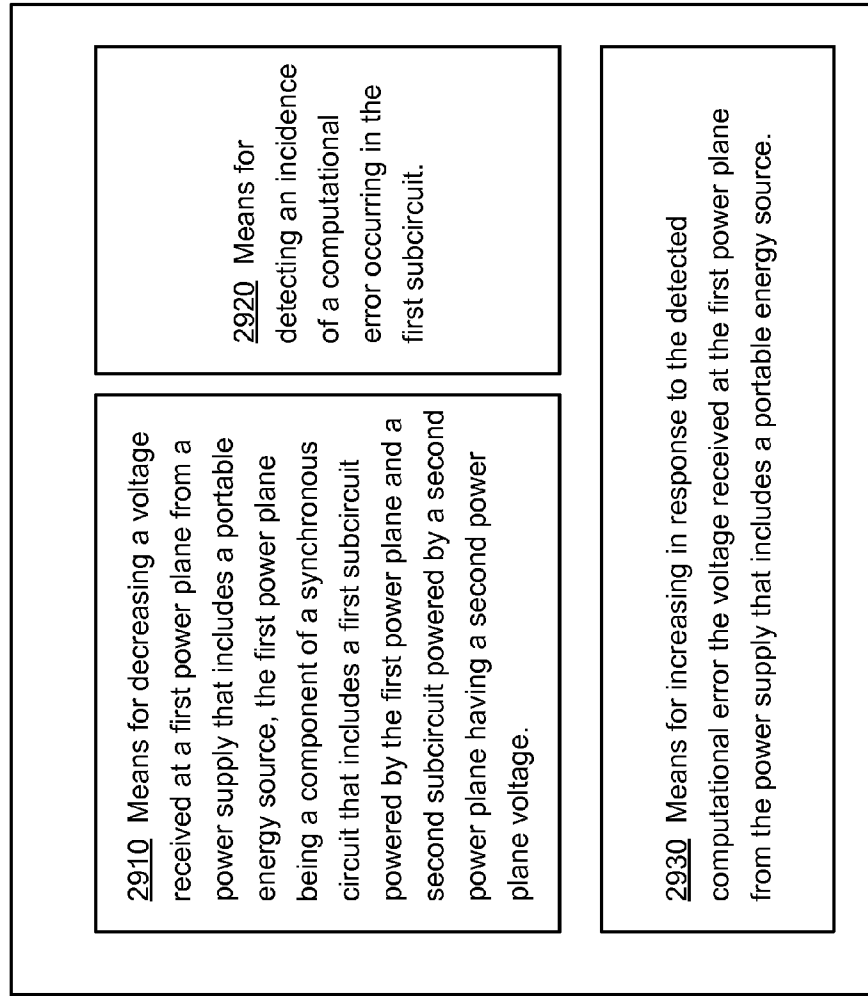 2910 Means for decreasing a voltage
received at a first power plane from a
power supply that includes a portable
energy source, the first power plane
being a component of a synchronous
circuit that includes a first subcircuit
powered by the first power plane and a
second subcircuit powered by a second
power plane having a second power
plane voltage.
2920 Means for
detecting an incidence
of a computational
error occurring in the
first subcircuit.
2930 Means for increasing in response to the detected
computational error the voltage received at the first power plane
from the power supply that includes a portable energy source.